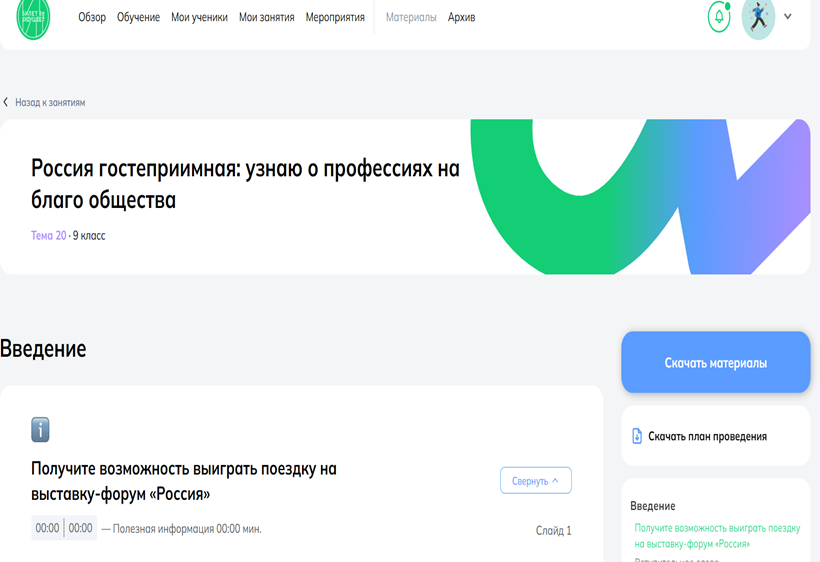 БИЛЕТ В БУДУЩЕЕ
Обзор Обучение Мои ученики Мои занятия Мероприятия Материалы Архив
Назад к занятиям
Россия гостеприимная: узнаю о профессиях на
благо общества
Тема 20 · 9 класс
Введение
Скачать материалы
Скачать план проведения
Получите возможность выиграть поездку на
выставку-форум «Россия»
Свернуть
00:00 00:00 — Полезная информация 00:00 мин.
Слайд 1
Введение
Получите возможность выиграть поездку
на выставку-форум «Россия»